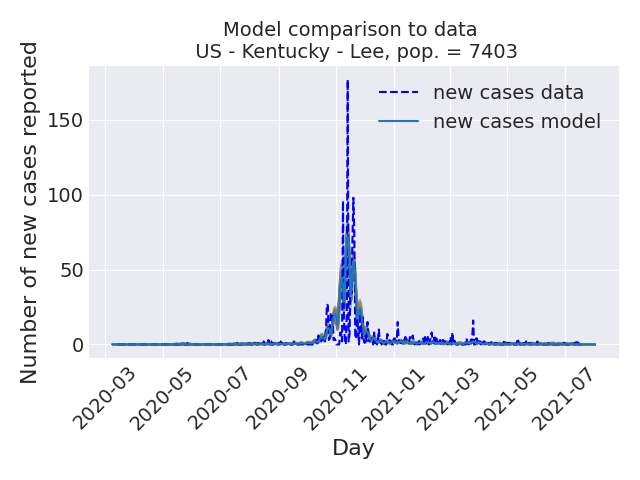 Model comparison to data
US - Kentucky - Lee, pop. = 7403
Number of new cases reported
150
100
50
0
new cases data
new cases model
2020-03
2020-05
2020-07
2020-09
2020-11
2021-01
2021-03
2021-05
2021-07
Day